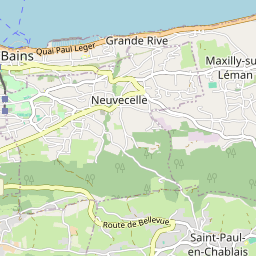 Grande Rive
Quai Paul Leger
Bains
Maxilly-su
Léman
Neuvecelle
Route de Bellevue
Saint-Paul-
en-Chablais